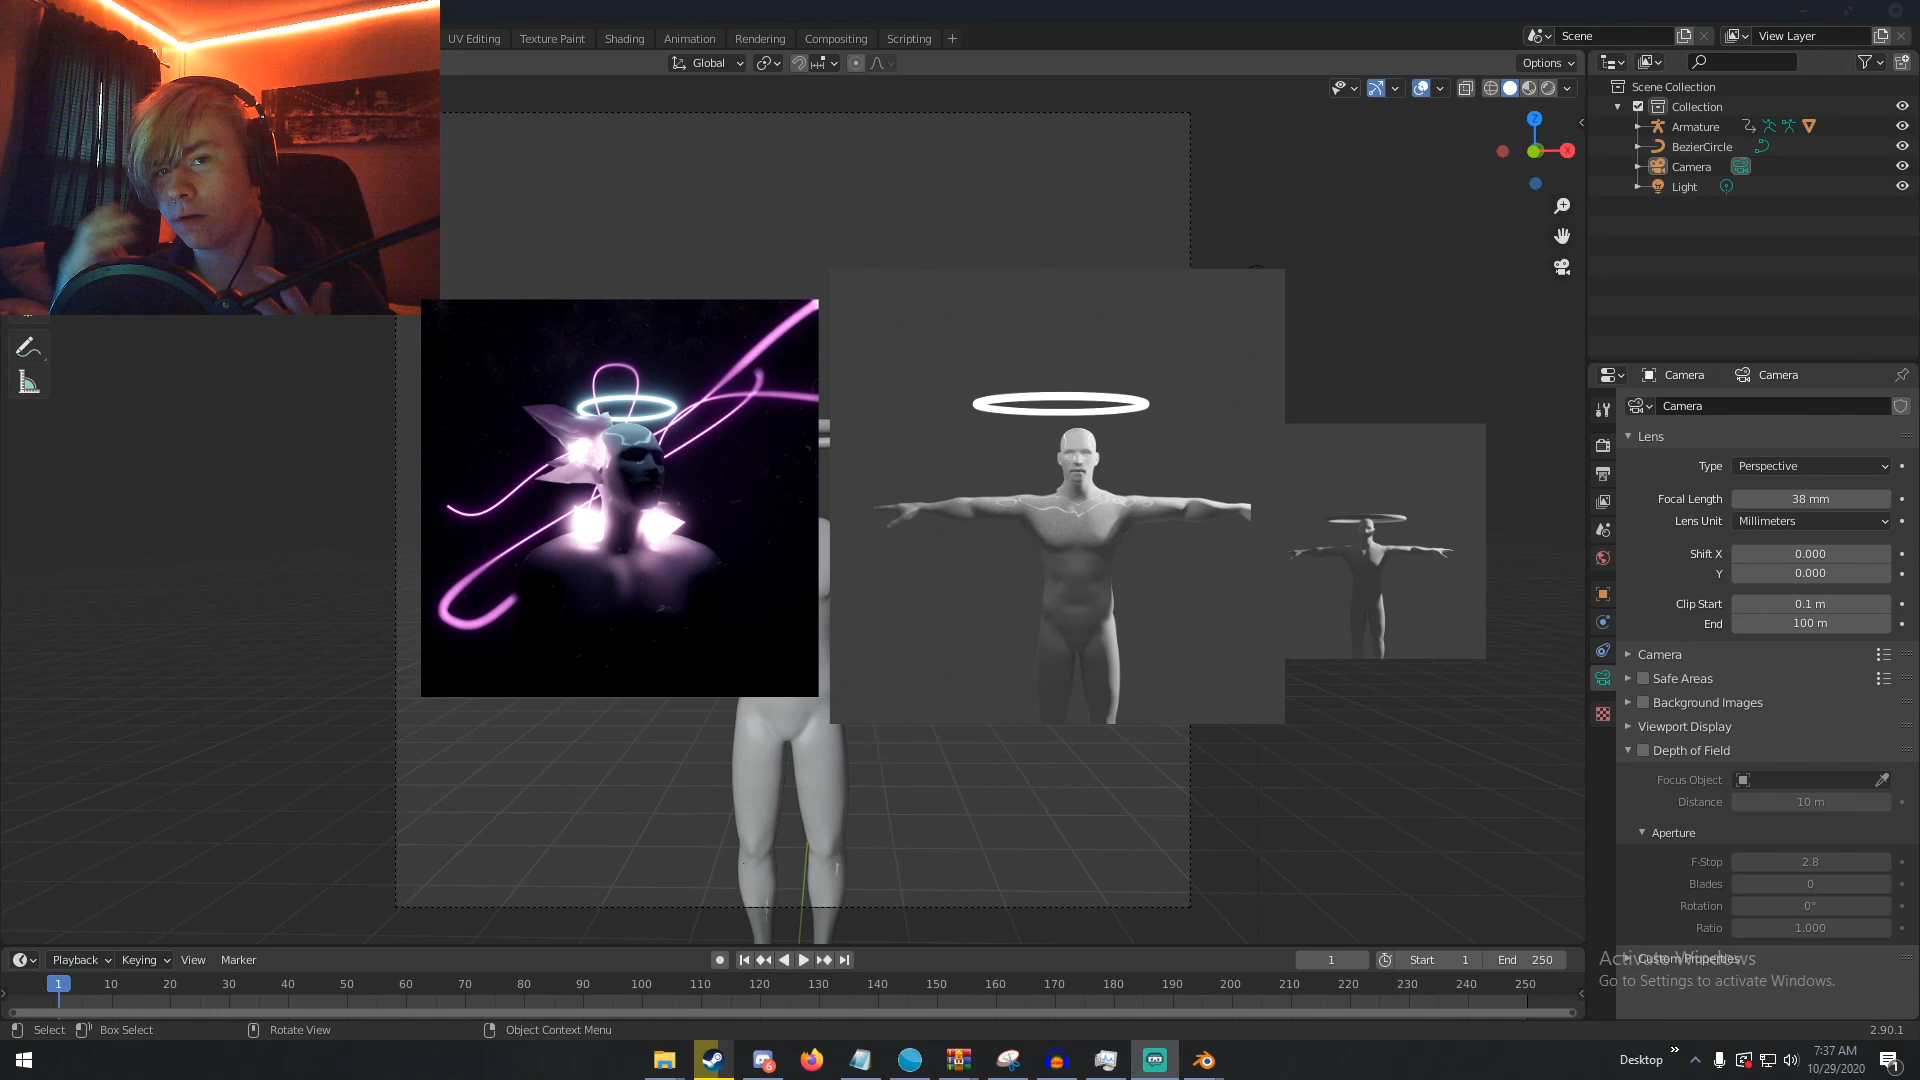 UV Editing Texture Paint Shading Animation Rendering Compositing Scripting
Scene View Layer
Global Options
Scene Collection
Collection
Armature
BezierCircle
Camera
Light
Camera Camera
Camera
Lens
Type Perspective
Focal Length 38 mm
Lens Unit Millimeters
Shift X 0.000
Y 0.000
Clip Start 0.1 m
End 100 m
Camera
Safe Areas
Background Images
Viewport Display
Depth of Field
Focus Object
Distance 10 m
Aperture
F-Stop 2.8
Blades 0
Rotation 0°
Ratio 1.000
Custom Properties
Activate Windows
Go to Settings to activate Windows.
Z
X
Playback Keying View Marker 1 Start 1 End 250
1 10 20 30 40 50 60 70 80 90 100 110 120 130 140 150 160 170 180 190 200 210 220 230 240 250
Select Box Select Rotate View Object Context Menu 2.90.1
6 Desktop 7:37 AM
10/29/2020 1